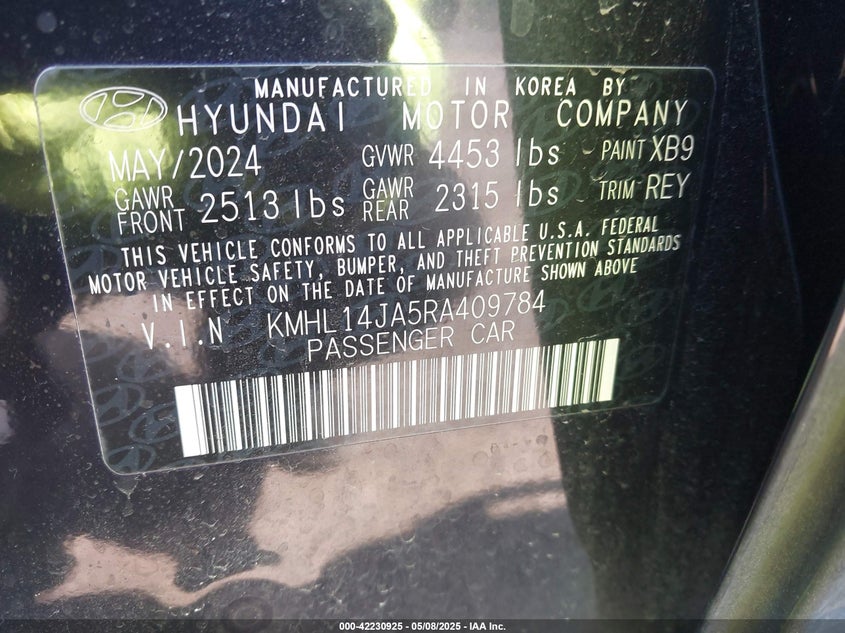 MANUFACTURED IN KOREA BY
HYUNDAI MOTOR COMPANY
MAY/2024 GVWR 4453 lbs PAINT XB9
GAWR FRONT 2513 lbs GAWR REAR 2315 lbs TRIM REY
THIS VEHICLE CONFORMS TO ALL APPLICABLE U.S.A. FEDERAL
MOTOR VEHICLE SAFETY, BUMPER, AND THEFT PREVENTION STANDARDS
IN EFFECT ON THE DATE OF MANUFACTURE SHOWN ABOVE
V.I.N KMHL14JA5RA409784
PASSENGER CAR
000-42230925 - 05/08/2025 - IAA Inc.